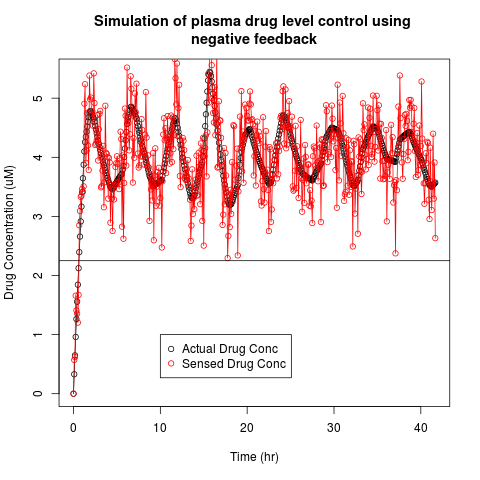 Simulation of plasma drug level control using
negative feedback
Drug Concentration (uM)
5
4
3
2
1
0
Actual Drug Conc
Sensed Drug Conc
0 10 20 30 40
Time (hr)